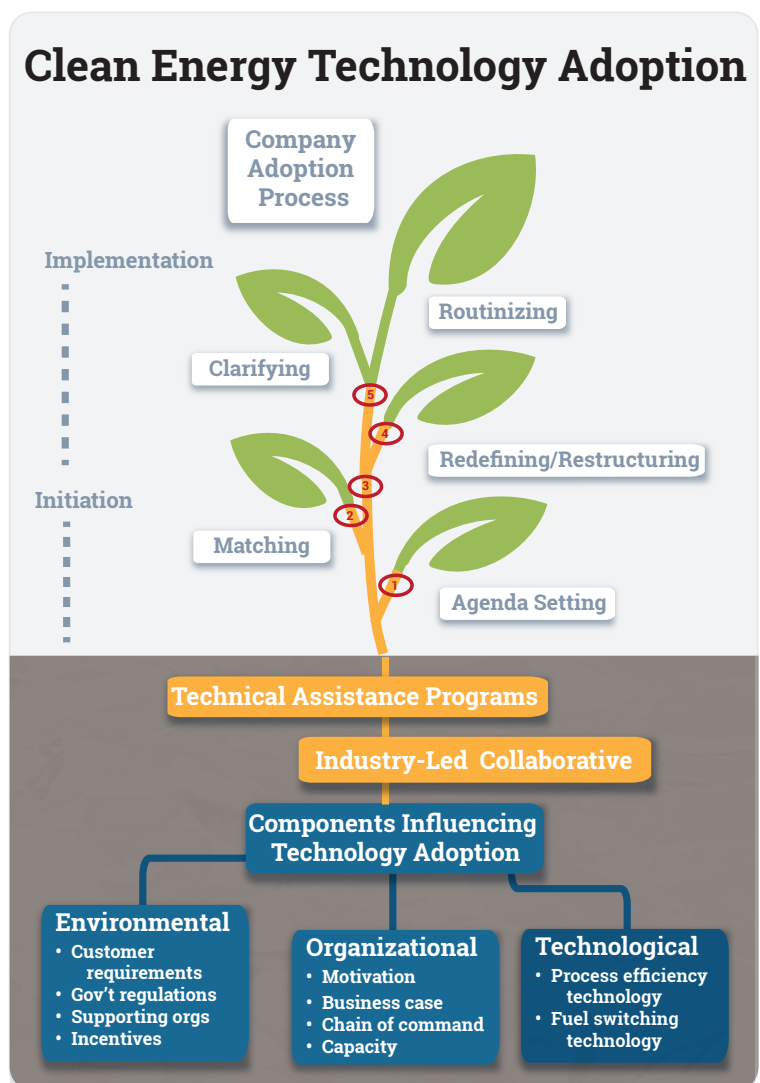 Clean Energy Technology Adoption
Company
Adoption
Process
Implementation
Routinizing
Clarifying
5
4
Redefining/Restructuring
3
Initiation
2
Matching
1
Agenda Setting
Technical Assistance Programs
Industry-Led Collaborative
Components Influencing
Technology Adoption
Environmental
• Customer
requirements
• Gov't regulations
• Supporting orgs
• Incentives
Organizational
• Motivation
• Business case
• Chain of command
• Capacity
Technological
• Process efficiency
technology
• Fuel switching
technology